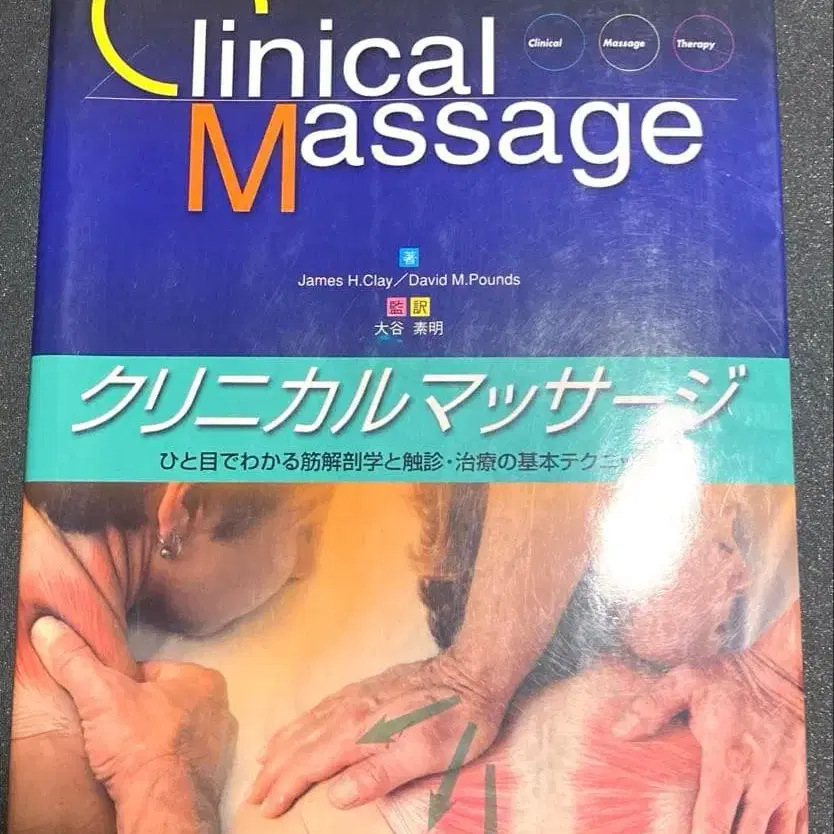 Clinical
Massage
Clinical Massage Therapy
著
James H.Clay／David M.Pounds
監訳
大谷 素明
クリニカルマッサージ
ひと目でわかる筋解剖学と触診・治療の基本テクニッ